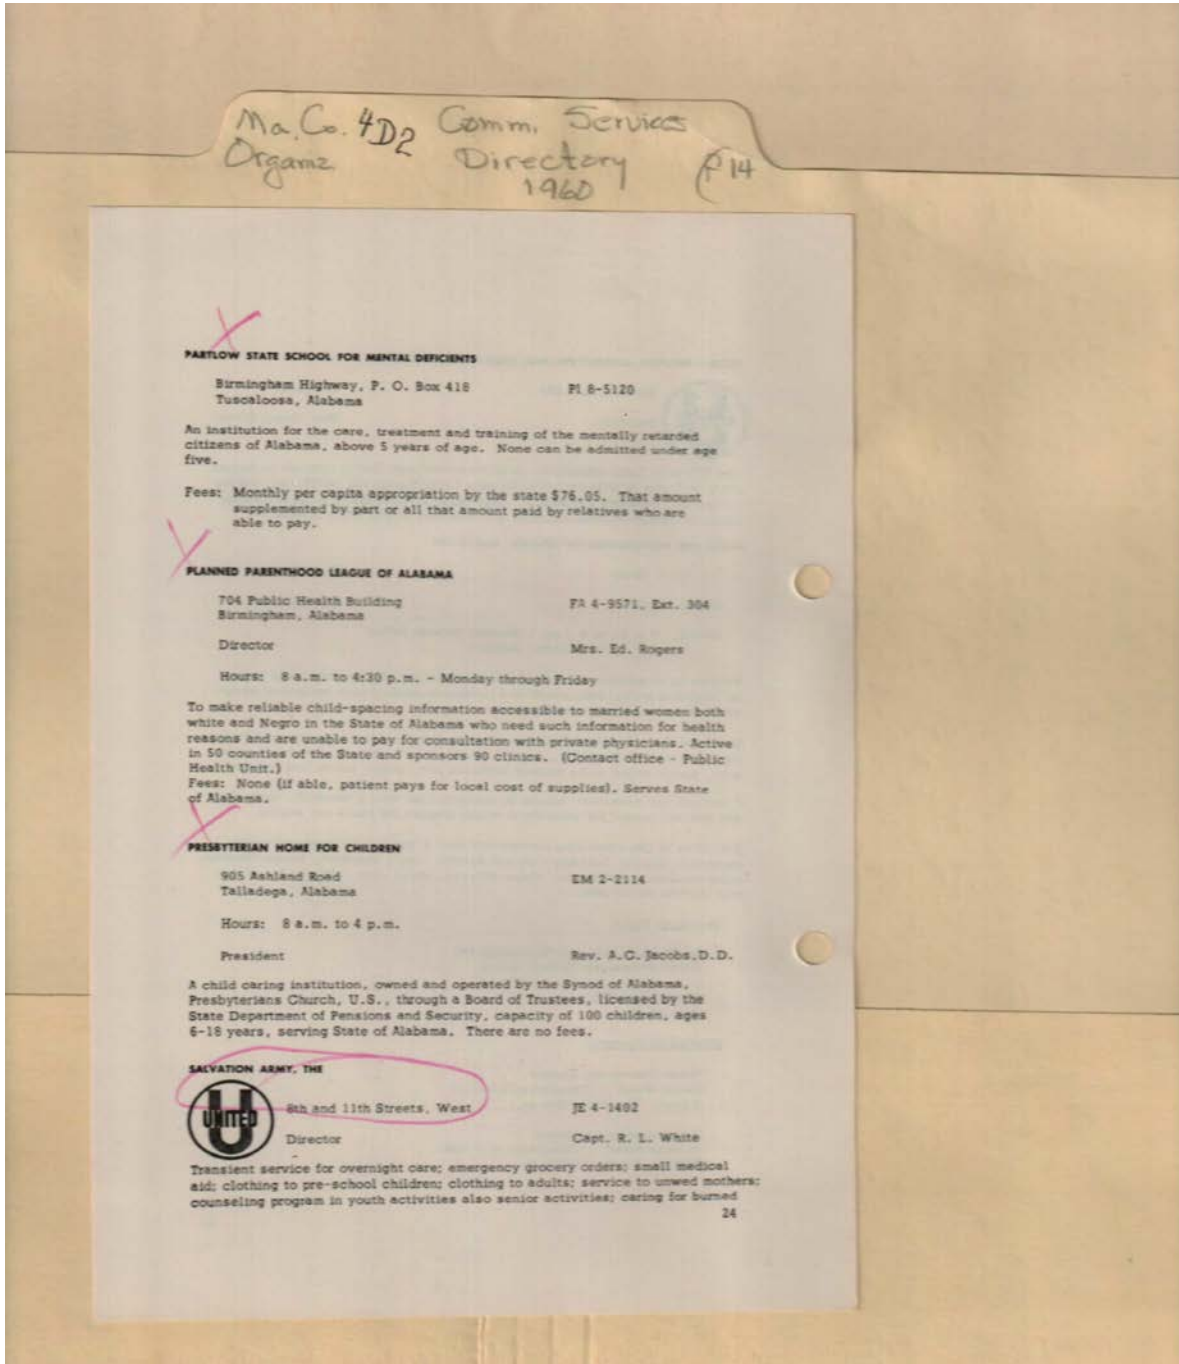 Ma. Co. 4D2 Comm. Services
Organz Directory (P 14
1960
PARTLOW STATE SCHOOL FOR MENTAL DEFICIENTS
Birmingham Highway, P. O. Box 418 PI 8-5120
Tuscaloosa, Alabama
An institution for the care, treatment and training of the mentally retarded
citizens of Alabama, above 5 years of age. None can be admitted under age
five.
Fees: Monthly per capita appropriation by the state $76.05. That amount
supplemented by part or all that amount paid by relatives who are
able to pay.
PLANNED PARENTHOOD LEAGUE OF ALABAMA
704 Public Health Building FA 4-9571, Ext. 304
Birmingham, Alabama
Director Mrs. Ed. Rogers
Hours: 8 a.m. to 4:30 p.m. - Monday through Friday
To make reliable child-spacing information accessible to married women both
white and Negro in the State of Alabama who need such information for health
reasons and are unable to pay for consultation with private physicians. Active
in 50 counties of the State and sponsors 90 clinics. (Contact office - Public
Health Unit.)
Fees: None (if able, patient pays for local cost of supplies). Serves State
of Alabama.
PRESBYTERIAN HOME FOR CHILDREN
905 Ashland Road EM 2-2114
Talladega, Alabama
Hours: 8 a.m. to 4 p.m.
President Rev. A.C. Jacobs,D.D.
A child caring institution, owned and operated by the Synod of Alabama,
Presbyterians Church, U.S., through a Board of Trustees, licensed by the
State Department of Pensions and Security, capacity of 100 children, ages
6-18 years, serving State of Alabama. There are no fees.
SALVATION ARMY, THE
UNITED 8th and 11th Streets, West JE 4-1402
Director Capt. R. L. White
Transient service for overnight care; emergency grocery orders; small medical
aid; clothing to pre-school children; clothing to adults; service to unwed mothers;
counseling program in youth activities also senior activities; caring for burned
24